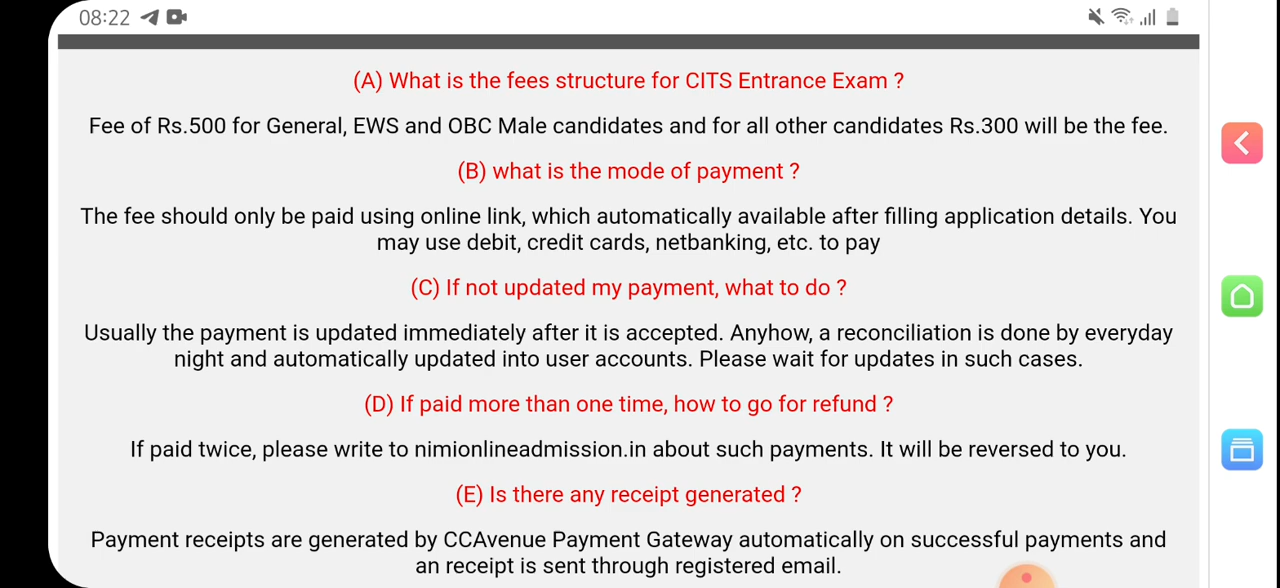 08:22
(A) What is the fees structure for CITS Entrance Exam ?
Fee of Rs.500 for General, EWS and OBC Male candidates and for all other candidates Rs.300 will be the fee.
(B) what is the mode of payment ?
The fee should only be paid using online link, which automatically available after filling application details. You
may use debit, credit cards, netbanking, etc. to pay
(C) If not updated my payment, what to do ?
Usually the payment is updated immediately after it is accepted. Anyhow, a reconciliation is done by everyday
night and automatically updated into user accounts. Please wait for updates in such cases.
(D) If paid more than one time, how to go for refund ?
If paid twice, please write to nimionlineadmission.in about such payments. It will be reversed to you.
(E) Is there any receipt generated ?
Payment receipts are generated by CCAvenue Payment Gateway automatically on successful payments and
an receipt is sent through registered email.